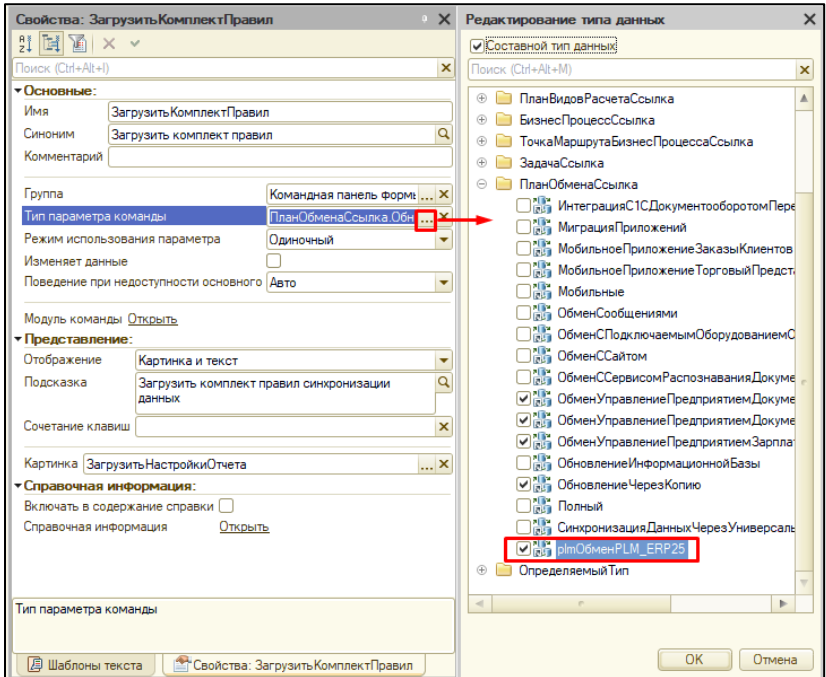 Свойства: ЗагрузитьКомплектПравил
Поиск (Ctrl+Alt+I)
Основные:
Имя ЗагрузитьКомплектПравил
Синоним Загрузить комплект правил
Комментарий
Группа Командная панель формы ...
Тип параметра команды ПланОбменаСсылка.Обн ...
Режим использования параметра Одиночный
Изменяет данные
Поведение при недоступности основного Авто
Модуль команды Открыть
Представление:
Отображение Картинка и текст
Подсказка Загрузить комплект правил синхронизации
данных
Сочетание клавиш
Картинка ЗагрузитьНастройкиОтчета ...
Справочная информация:
Включать в содержание справки
Справочная информация Открыть
Тип параметра команды
Шаблоны текста
Свойства: ЗагрузитьКомплектПравил
Редактирование типа данных
Составной тип данных
Поиск (Ctrl+Alt+M)
ПланВидовРасчетаСсылка
БизнесПроцессСсылка
ТочкаМаршрутаБизнесПроцессаСсылка
ЗадачаСсылка
ПланОбменаСсылка
ИнтеграцияС1СДокументооборотомПере
МиграцияПриложений
МобильноеПриложениеЗаказыКлиентов
МобильноеПриложениеТорговыйПредст
Мобильные
ОбменСообщениями
ОбменСПодключаемымОборудованиемО
ОбменССайтом
ОбменССервисомРаспознаванияДокуме
ОбменУправлениеПредприятиемДокуме
ОбменУправлениеПредприятиемДокуме
ОбменУправлениеПредприятиемЗарпла
ОбновлениеИнформационнойБазы
ОбновлениеЧерезКопию
Полный
СинхронизацияДанныхЧерезУниверсаль
plmОбменPLM_ERP25
ОпределяемыйТип
OK Отмена